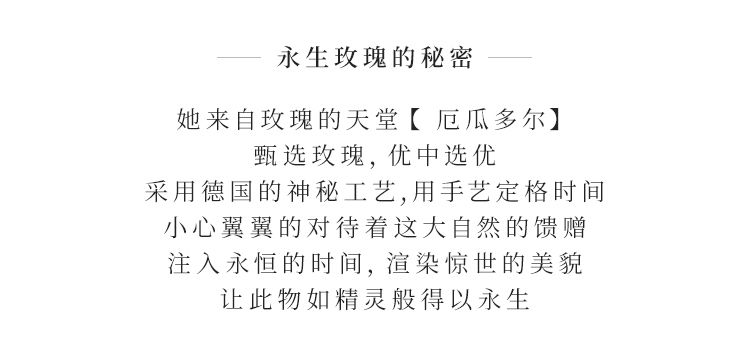 永生玫瑰的秘密
她来自玫瑰的天堂【 厄瓜多尔】
甄选玫瑰, 优中选优
采用德国的神秘工艺,用手艺定格时间
小心翼翼的对待着这大自然的馈赠
注入永恒的时间, 渲染惊世的美貌
让此物如精灵般得以永生